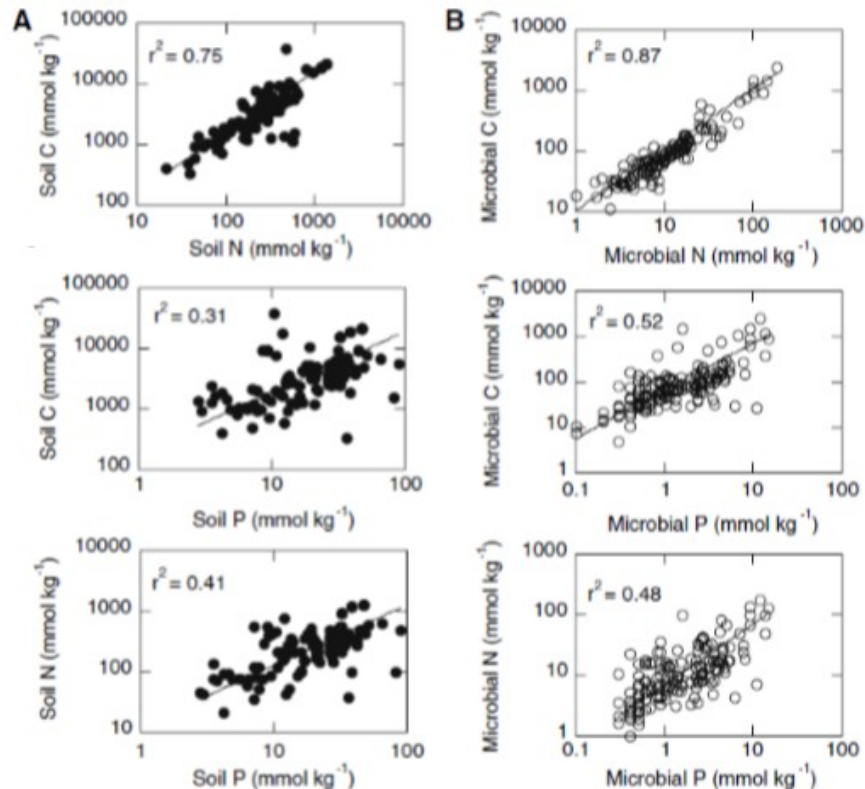 A
B
100000
10000
1000
100
Soil C (mmol kg-1)
r2 = 0.75
10
100
1000
10000
Soil N (mmol kg-1)
10000
1000
100
10
Microbial C (mmol kg-1)
r2 = 0.87
1
10
100
1000
Microbial N (mmol kg-1)
100000
10000
1000
100
Soil C (mmol kg-1)
r2 = 0.31
1
10
100
Soil P (mmol kg-1)
10000
1000
100
10
1
Microbial C (mmol kg-1)
r2 = 0.52
0.1
1
10
100
Microbial P (mmol kg-1)
10000
1000
100
10
Soil N (mmol kg-1)
r2 = 0.41
1
10
100
Soil P (mmol kg-1)
1000
100
10
1
Microbial N (mmol kg-1)
r2 = 0.48
0.1
1
10
100
Microbial P (mmol kg-1)